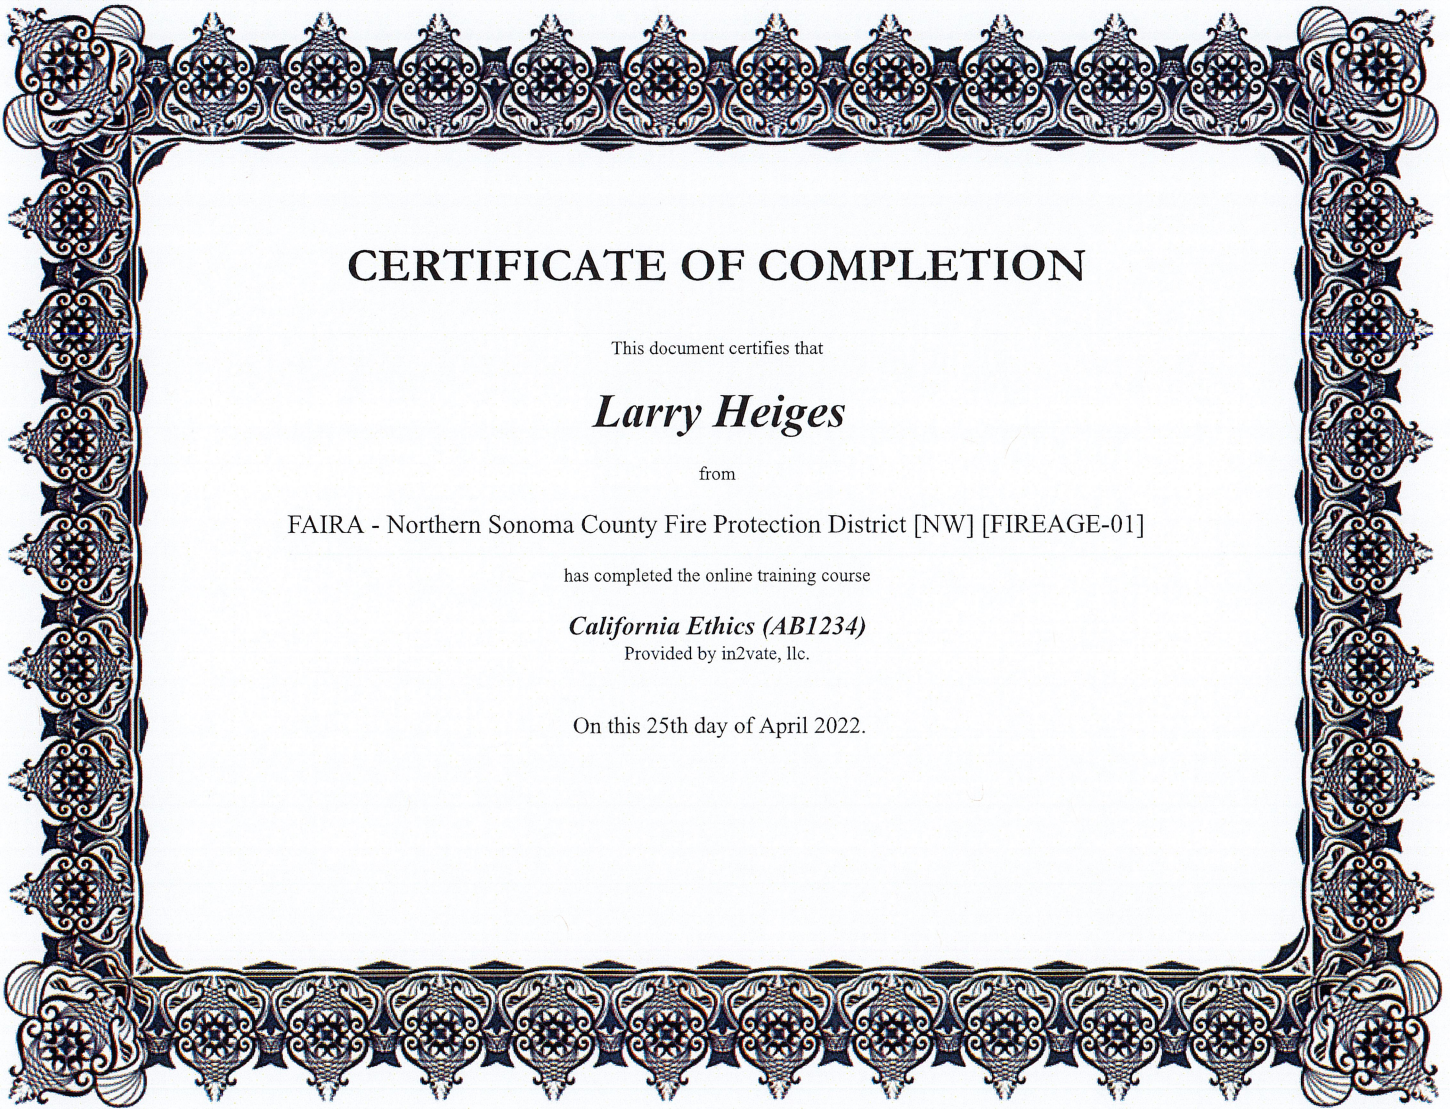 CERTIFICATE OF COMPLETION
This document certifies that
Larry Heiges
from
FAIRA - Northern Sonoma County Fire Protection District [NW] [FIREAGE-01]
has completed the online training course
California Ethics (AB1234)
Provided by in2vate, llc.
On this 25th day of April 2022.